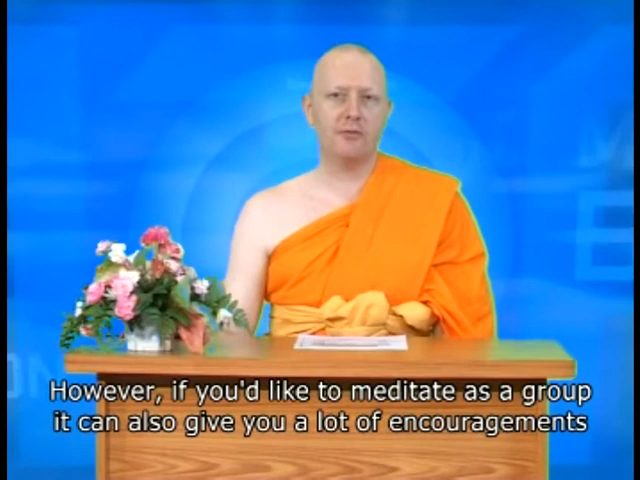 However, if you'd like to meditate as a group
it can also give you a lot of encouragements